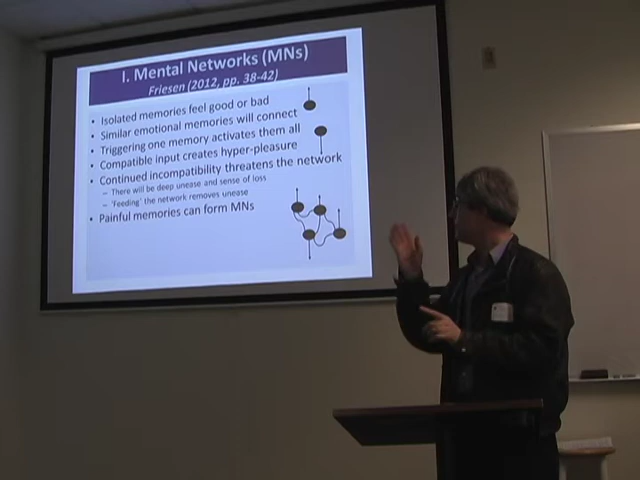 I. Mental Networks (MNs)
Friesen (2012, pp. 38-42)
• Isolated memories feel good or bad
• Similar emotional memories will connect
• Triggering one memory activates them all
• Compatible input creates hyper-pleasure
• Continued incompatibility threatens the network
– There will be deep unease and sense of loss
– 'Feeding' the network removes unease
• Painful memories can form MNs